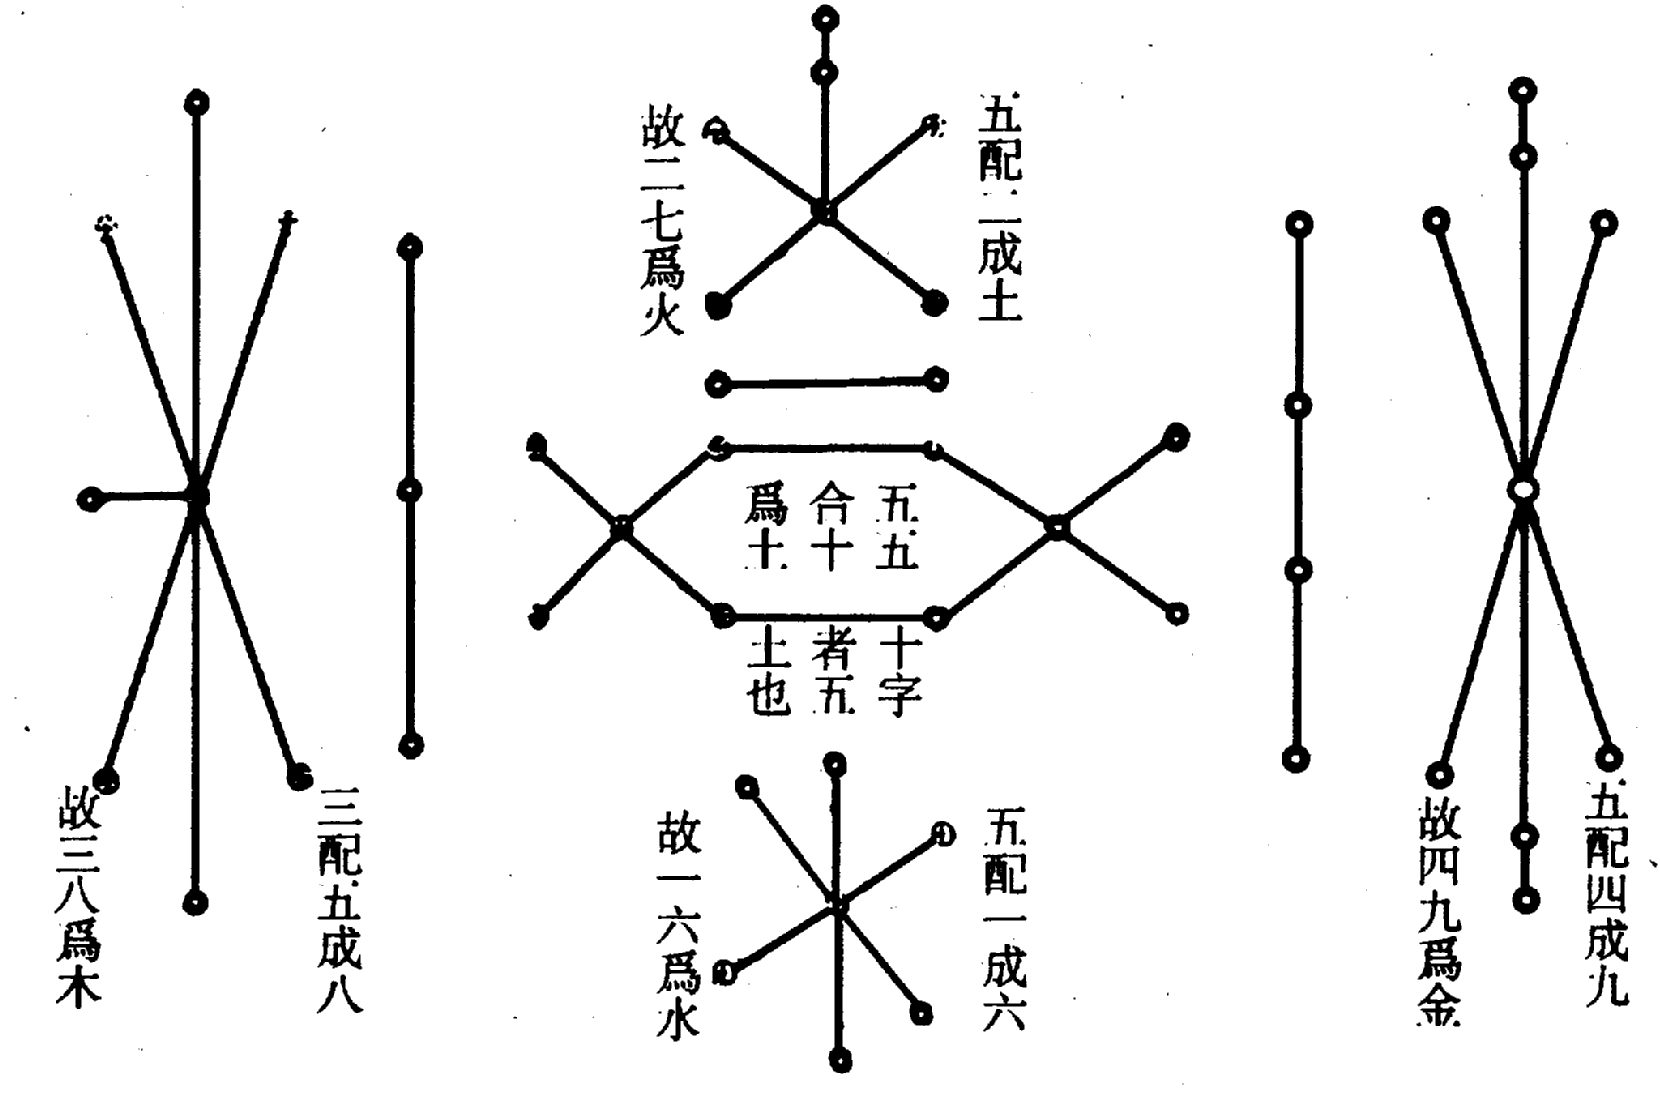 五配二成土
故二七爲火
五配四成九
故四九爲金
五五
合十
爲土
十字
者五
土也
三配五成八
故三八爲木
五配一成六
故一六爲水